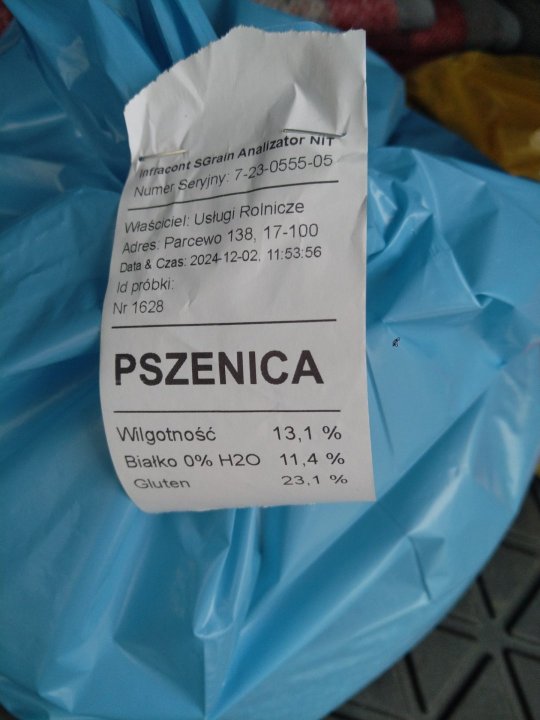 Infracont SGrain Analizator NIT
Numer Seryjny: 7-23-0555-05
Właściciel: Usługi Rolnicze
Adres: Parcewo 138, 17-100
Data & Czas: 2024-12-02, 11:53:56
Id próbki:
Nr 1628
PSZENICA
Wilgotność 13,1 %
Białko 0% H2O 11,4 %
Gluten 23,1 %